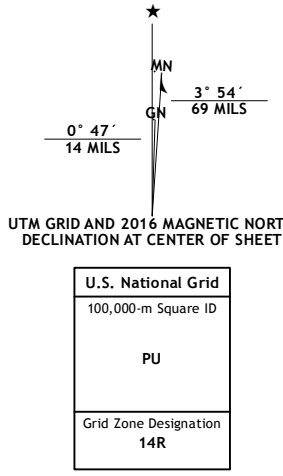 ★
MN
3° 54´
69 MILS
GN
0° 47´
14 MILS
UTM GRID AND 2016 MAGNETIC NORT
DECLINATION AT CENTER OF SHEET
U.S. National Grid
100,000-m Square ID
PU
Grid Zone Designation
14R